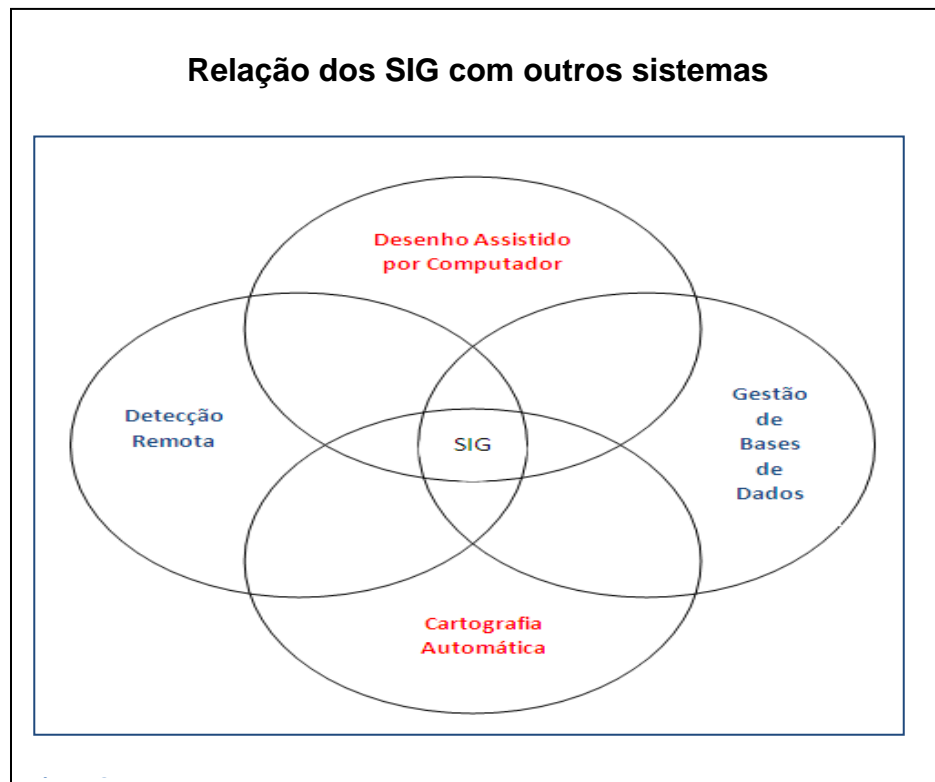 Relação dos SIG com outros sistemas
Desenho Assistido
por Computador
Detecção
Remota
SIG
Gestão
de
Bases
de
Dados
Cartografia
Automática